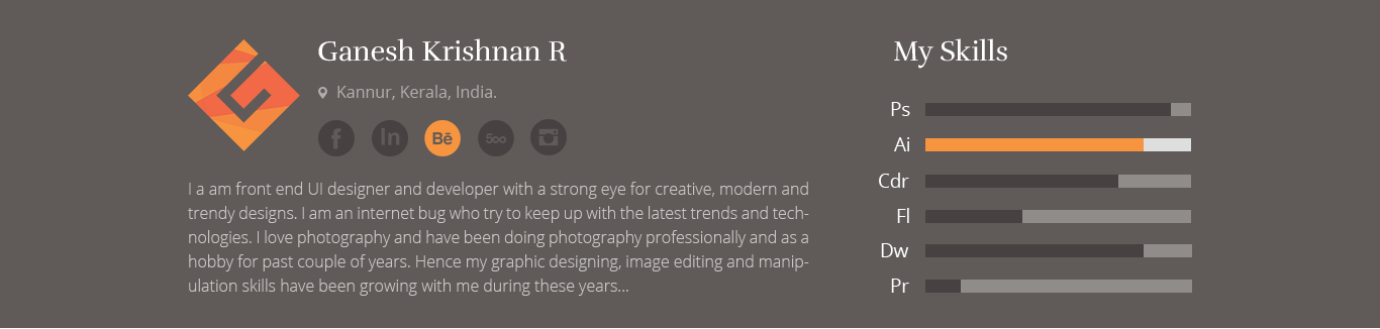 Ganesh Krishnan R
Kannur, Kerala, India.
f
In
Bē
500
I a am front end UI designer and developer with a strong eye for creative, modern and
trendy designs. I am an internet bug who try to keep up with the latest trends and tech-
nologies. I love photography and have been doing photography professionally and as a
hobby for past couple of years. Hence my graphic designing, image editing and manip-
ulation skills have been growing with me during these years...
My Skills
Ps
Ai
Cdr
Fl
Dw
Pr